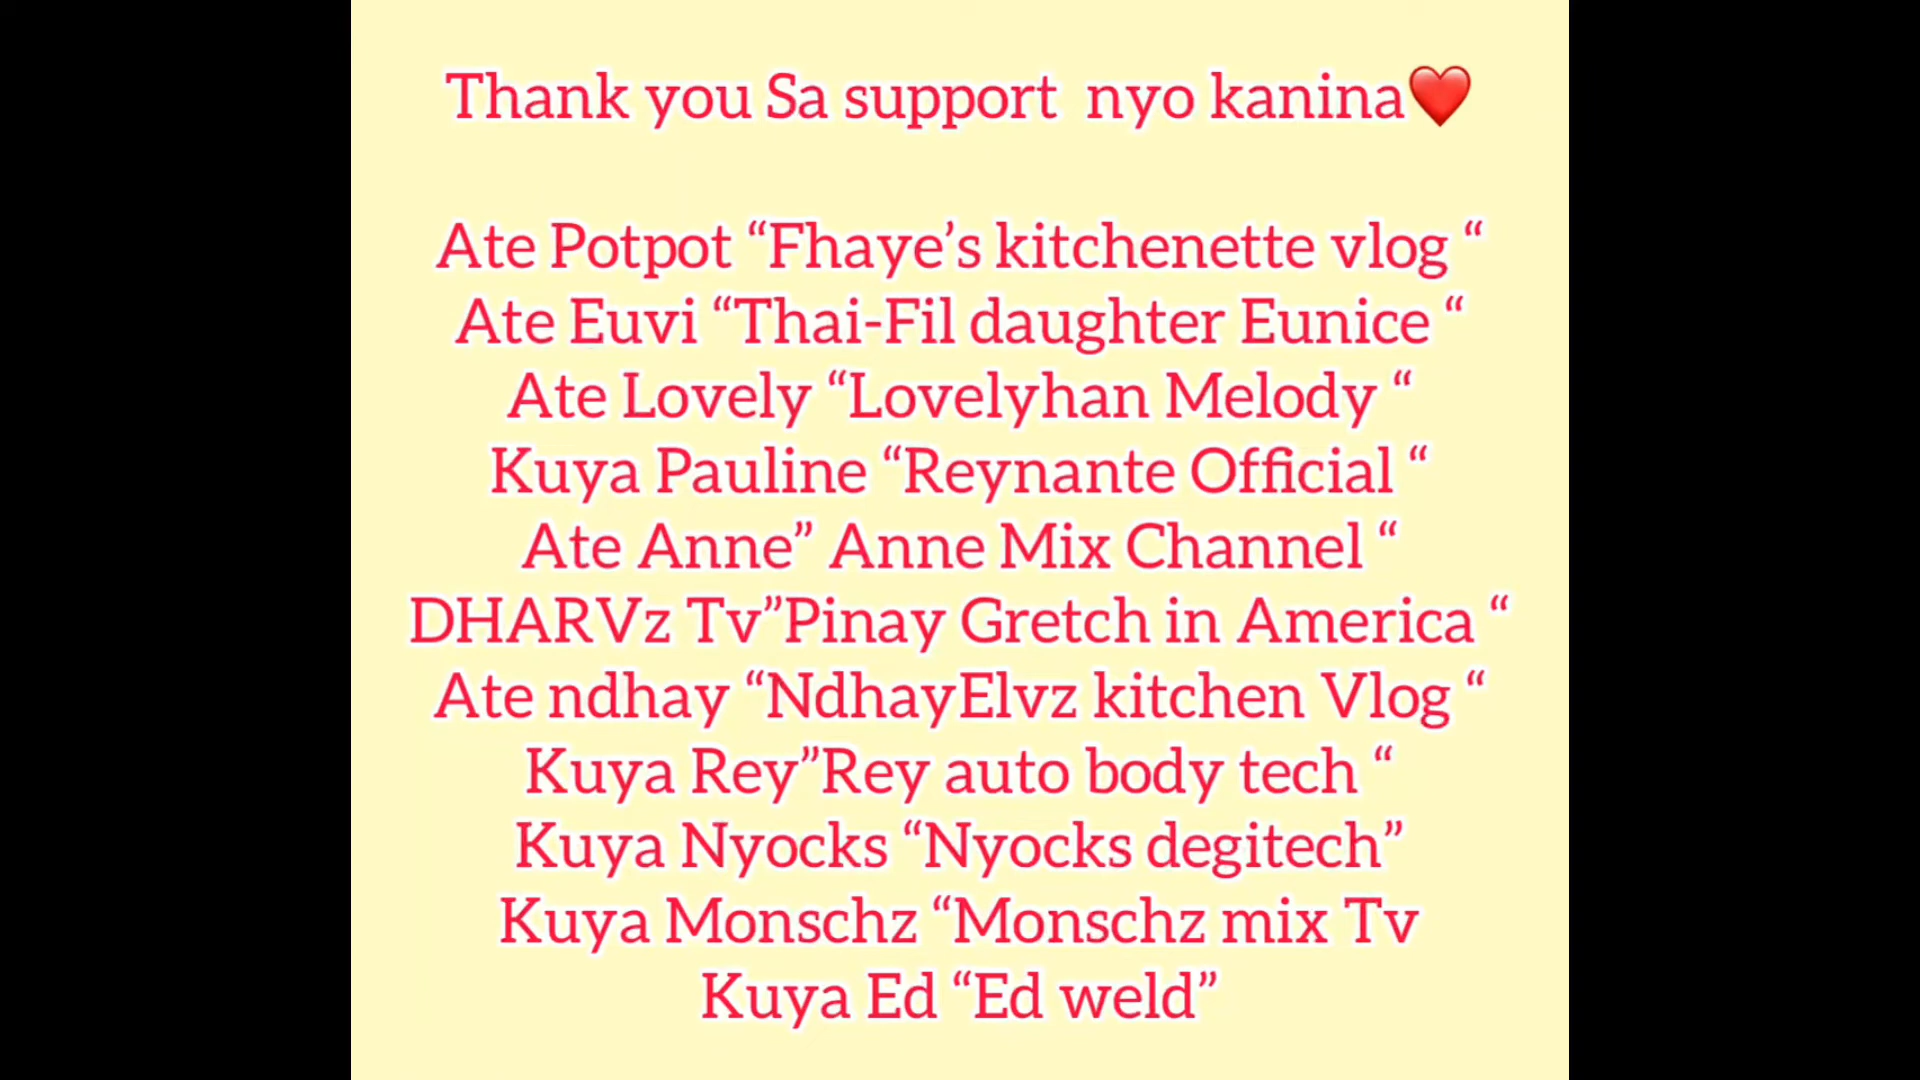 Thank you Sa support  nyo kanina❤️
Ate Potpot “Fhaye’s kitchenette vlog “
Ate Euvi “Thai-Fil daughter Eunice “
Ate Lovely “Lovelyhan Melody “
Kuya Pauline “Reynante Official “
Ate Anne” Anne Mix Channel “
DHARVz Tv”Pinay Gretch in America “
Ate ndhay “NdhayElvz kitchen Vlog “
Kuya Rey”Rey auto body tech “
Kuya Nyocks “Nyocks degitech”
Kuya Monschz “Monschz mix Tv
Kuya Ed “Ed weld”